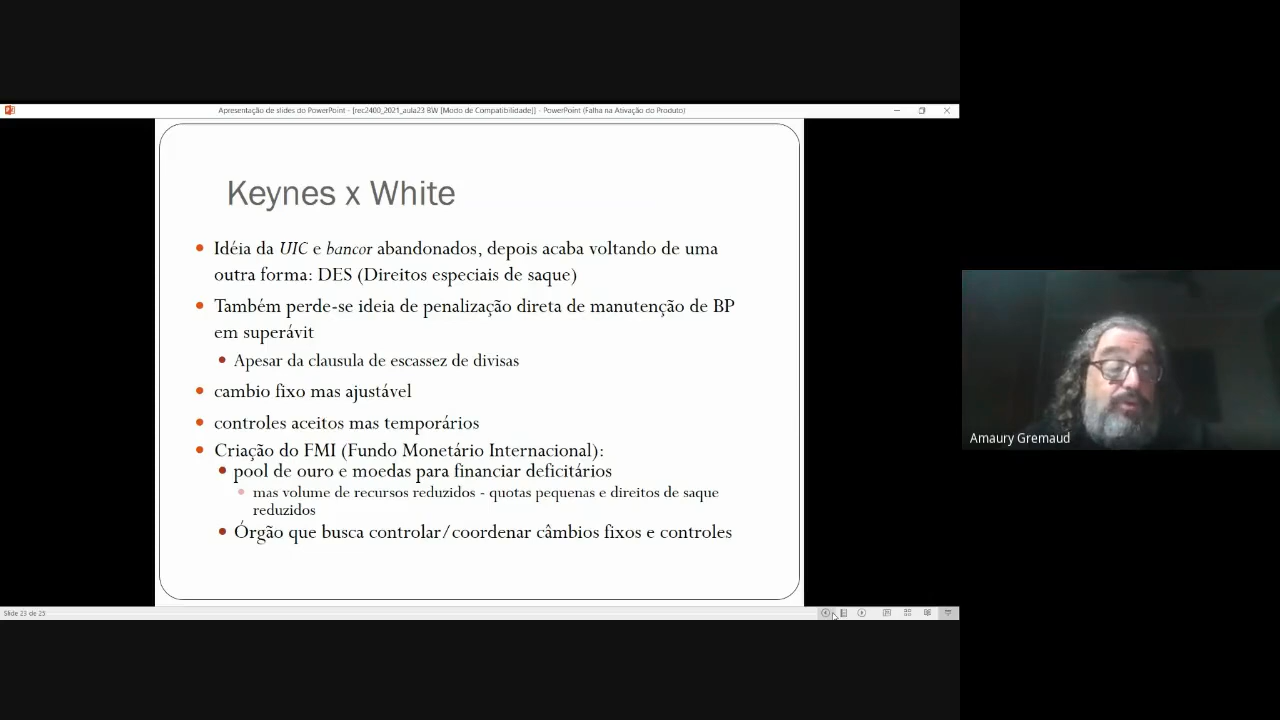 Apresentação de slides do PowerPoint - [rec2400_2021_aula23 BW [Modo de Compatibilidade]] - PowerPoint (Falha na Ativação do Produto)
Keynes x White
Idéia da UIC e bancor abandonados, depois acaba voltando de uma
outra forma: DES (Direitos especiais de saque)
Também perde-se ideia de penalização direta de manutenção de BP
em superávit
Apesar da clausula de escassez de divisas
cambio fixo mas ajustável
controles aceitos mas temporários
Criação do FMI (Fundo Monetário Internacional):
pool de ouro e moedas para financiar deficitários
mas volume de recursos reduzidos - quotas pequenas e direitos de saque
reduzidos
Órgão que busca controlar/coordenar câmbios fixos e controles
Slide 23 de 25
Amaury Gremaud